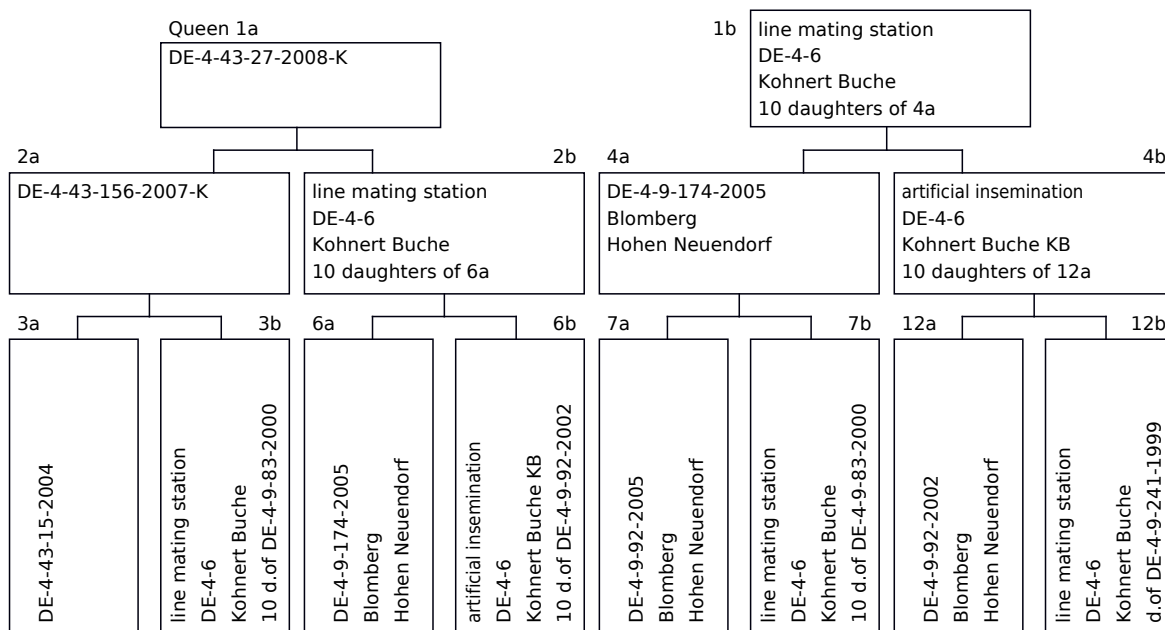 Queen 1a
DE-4-43-27-2008-K
1b
line mating station
DE-4-6
Kohnert Buche
10 daughters of 4a
2a
DE-4-43-156-2007-K
2b
line mating station
DE-4-6
Kohnert Buche
10 daughters of 6a
4a
DE-4-9-174-2005
Blomberg
Hohen Neuendorf
4b
artificial insemination
DE-4-6
Kohnert Buche KB
10 daughters of 12a
3a
DE-4-43-15-2004
3b
line mating station
DE-4-6
Kohnert Buche
10 d.of DE-4-9-83-2000
6a
DE-4-9-174-2005
Blomberg
Hohen Neuendorf
6b
artificial insemination
DE-4-6
Kohnert Buche KB
10 d.of DE-4-9-92-2002
7a
DE-4-9-92-2005
Blomberg
Hohen Neuendorf
7b
line mating station
DE-4-6
Kohnert Buche
10 d.of DE-4-9-83-2000
12a
DE-4-9-92-2002
Blomberg
Hohen Neuendorf
12b
line mating station
DE-4-6
Kohnert Buche
d.of DE-4-9-241-1999